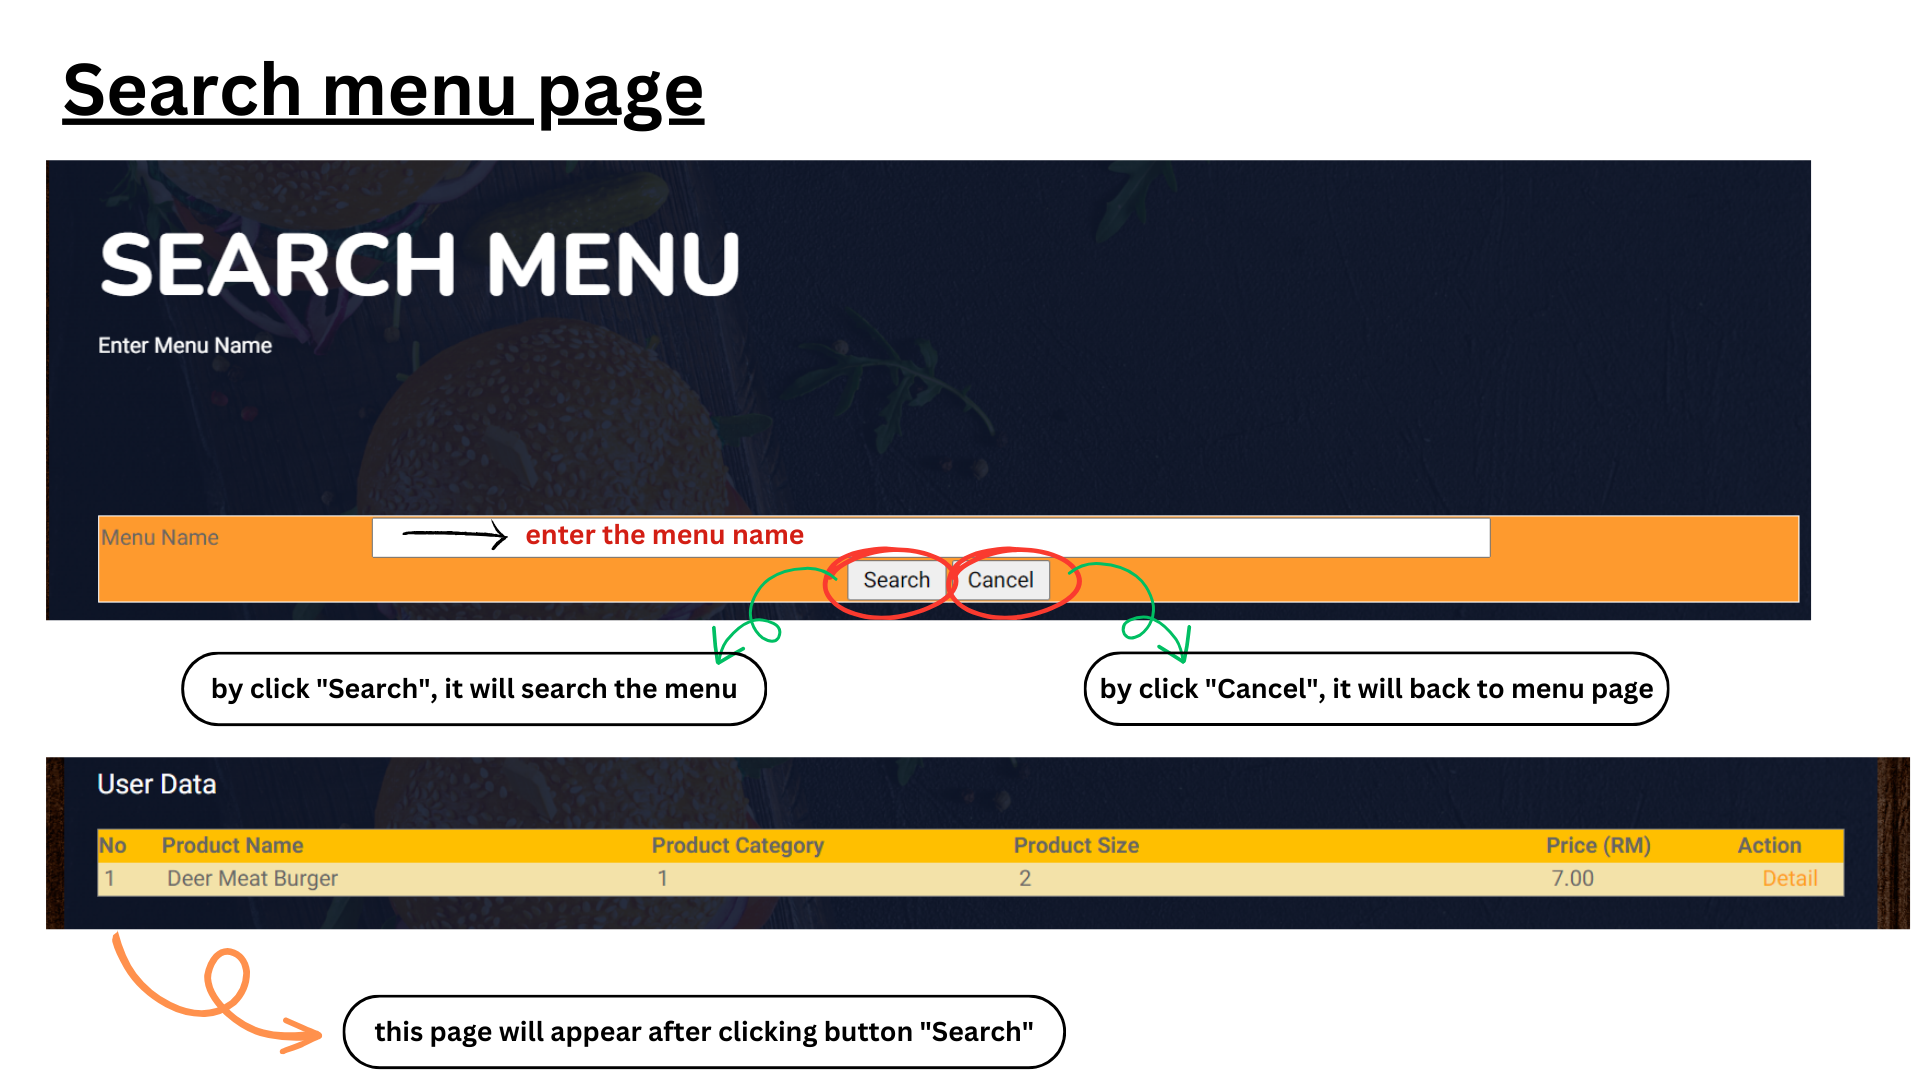 Search menu page
SEARCH MENU
Enter Menu Name
Menu Name
enter the menu name
Search Cancel
by click "Search", it will search the menu
by click "Cancel", it will back to menu page
User Data
No Product Name Product Category Product Size Price (RM) Action
1 Deer Meat Burger 1 2 7.00 Detail
this page will appear after clicking button "Search"